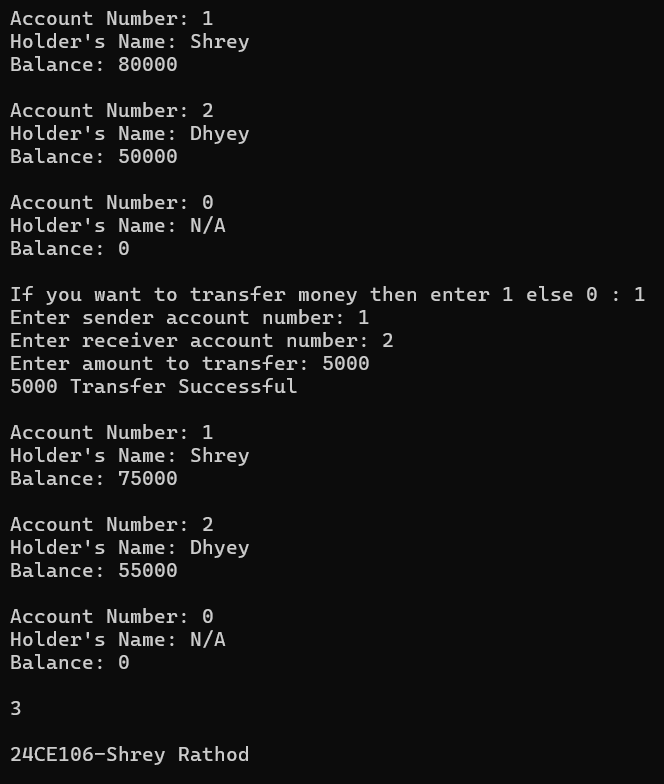 Account Number: 1
Holder's Name: Shrey
Balance: 80000
Account Number: 2
Holder's Name: Dhyey
Balance: 50000
Account Number: 0
Holder's Name: N/A
Balance: 0
If you want to transfer money then enter 1 else 0 : 1
Enter sender account number: 1
Enter receiver account number: 2
Enter amount to transfer: 5000
5000 Transfer Successful
Account Number: 1
Holder's Name: Shrey
Balance: 75000
Account Number: 2
Holder's Name: Dhyey
Balance: 55000
Account Number: 0
Holder's Name: N/A
Balance: 0
3
24CE106-Shrey Rathod